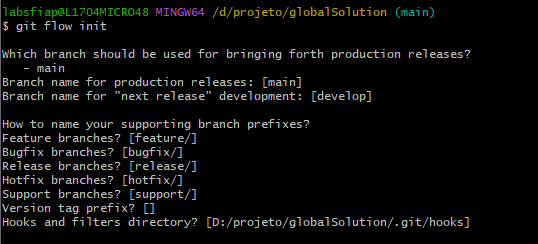 labsfiap@L1704MICRO48 MINGW64 /d/projeto/globalSolution (main)
$ git flow init
Which branch should be used for bringing forth production releases?
   - main
Branch name for production releases: [main]
Branch name for "next release" development: [develop]
How to name your supporting branch prefixes?
Feature branches? [feature/]
Bugfix branches? [bugfix/]
Release branches? [release/]
Hotfix branches? [hotfix/]
Support branches? [support/]
Version tag prefix? []
Hooks and filters directory? [D:/projeto/globalSolution/.git/hooks]